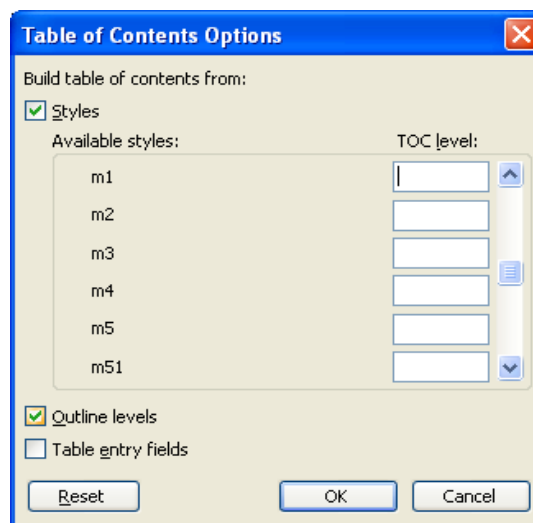 Table of Contents Options
Build table of contents from:
Styles
Available styles: TOC level:
m1
m2
m3
m4
m5
m51
Outline levels
Table entry fields
Reset OK Cancel